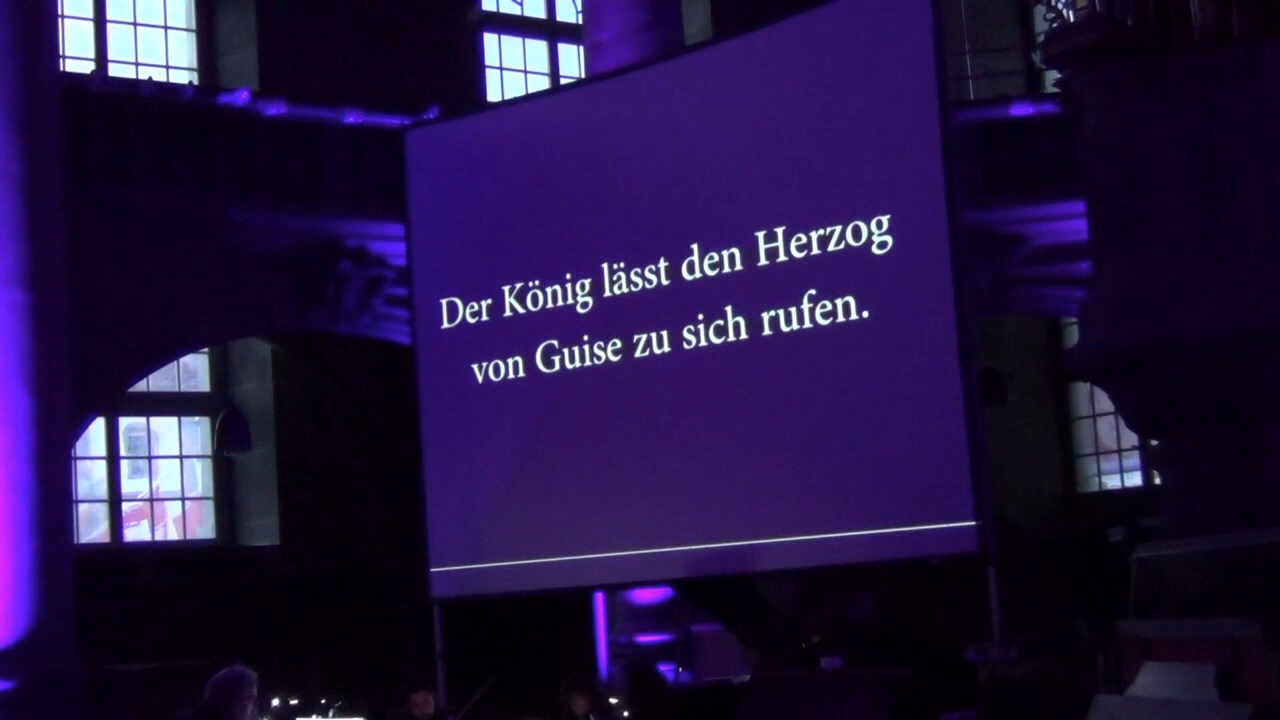 Der König lässt den Herzog
von Guise zu sich rufen.